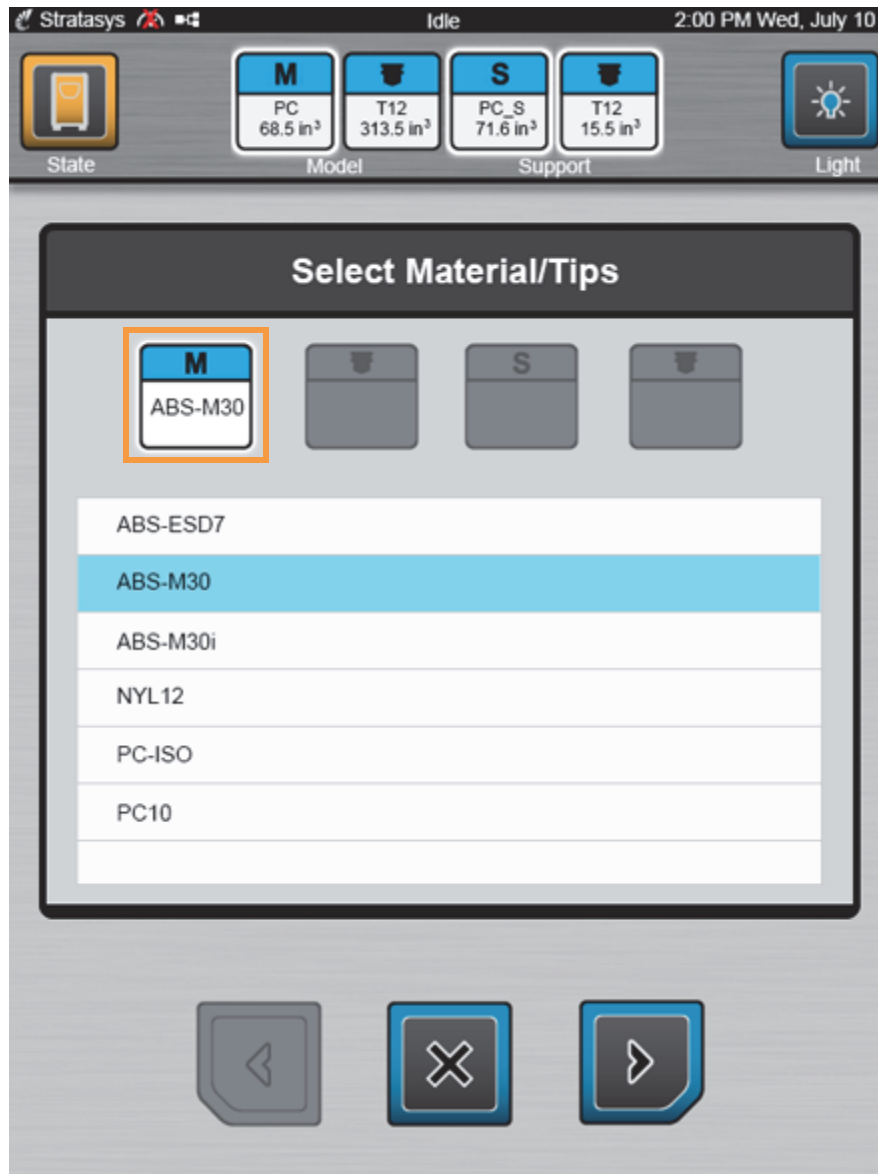 Stratasys Idle 2:00 PM Wed, July 10
M S
PC T12 PC_S T12
68.5 in³ 313.5 in³ 71.6 in³ 15.5 in³
State Model Support Light
Select Material/Tips
M S
ABS-M30
ABS-ESD7
ABS-M30
ABS-M30i
NYL12
PC-ISO
PC10